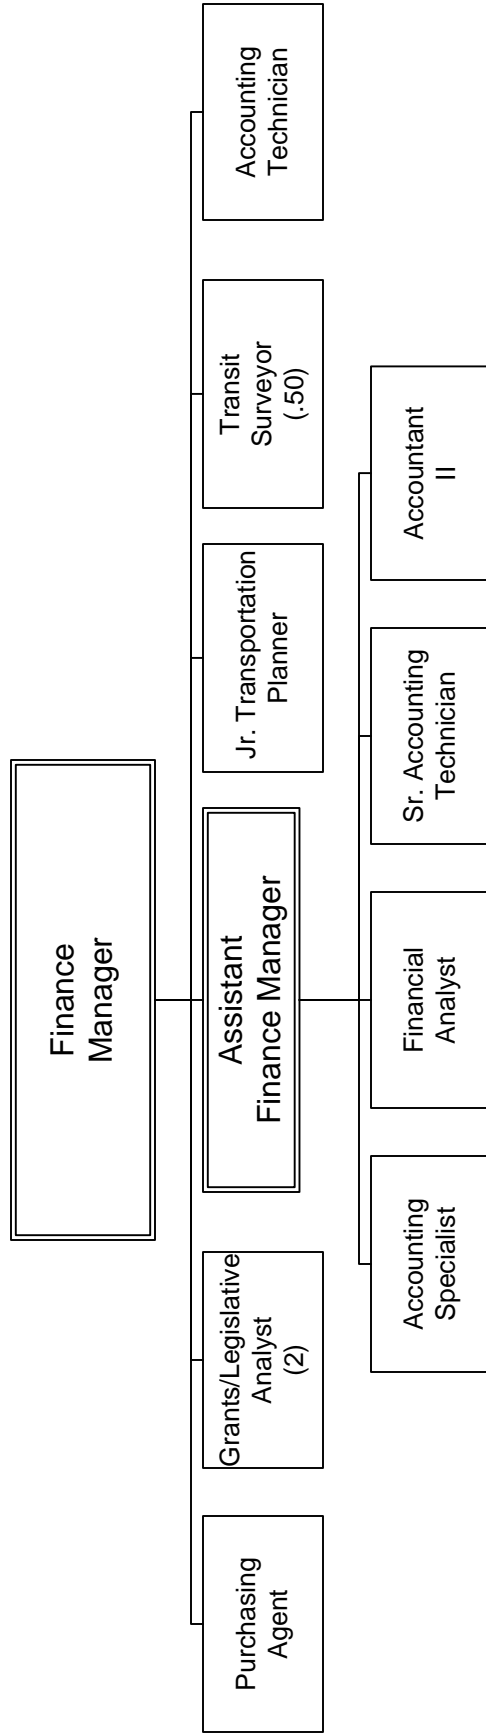 Finance
Manager
Purchasing
Agent
Grants/Legislative
Analyst
(2)
Assistant
Finance Manager
Jr. Transportation
Planner
Transit
Surveyor
(.50)
Accounting
Technician
Accounting
Specialist
Financial
Analyst
Sr. Accounting
Technician
Accountant
II